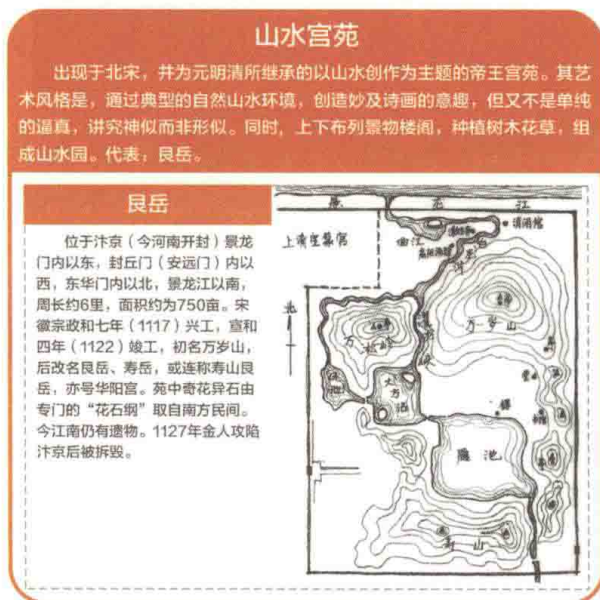 山水宫苑
出现于北宋，并为元明清所继承的以山水创作为主题的帝王宫苑。其艺
术风格是，通过典型的自然山水环境，创造妙及诗画的意趣，但又不是单纯
的逼真，讲究神似而非形似。同时，上下布列景物楼阁，种植树木花草，组
成山水园。代表：艮岳。
艮岳
位于汴京（今河南开封）景龙
门内以东，封丘门（安远门）内以
西，东华门内以北，景龙江以南，
周长约6里，面积约为750亩。宋
徽宗政和七年（1117）兴工，宣和
四年（1122）竣工，初名万岁山，
后改名艮岳、寿岳，或连称寿山艮
岳，亦号华阳宫。苑中奇花异石由
专门的“花石纲”取自南方民间。
今江南仍有遗物。1127年金人攻陷
汴京后被拆毁。
景 龙 江
上清宝箓宫
曲江
北
万岁山
大方沼
雁池
寿山